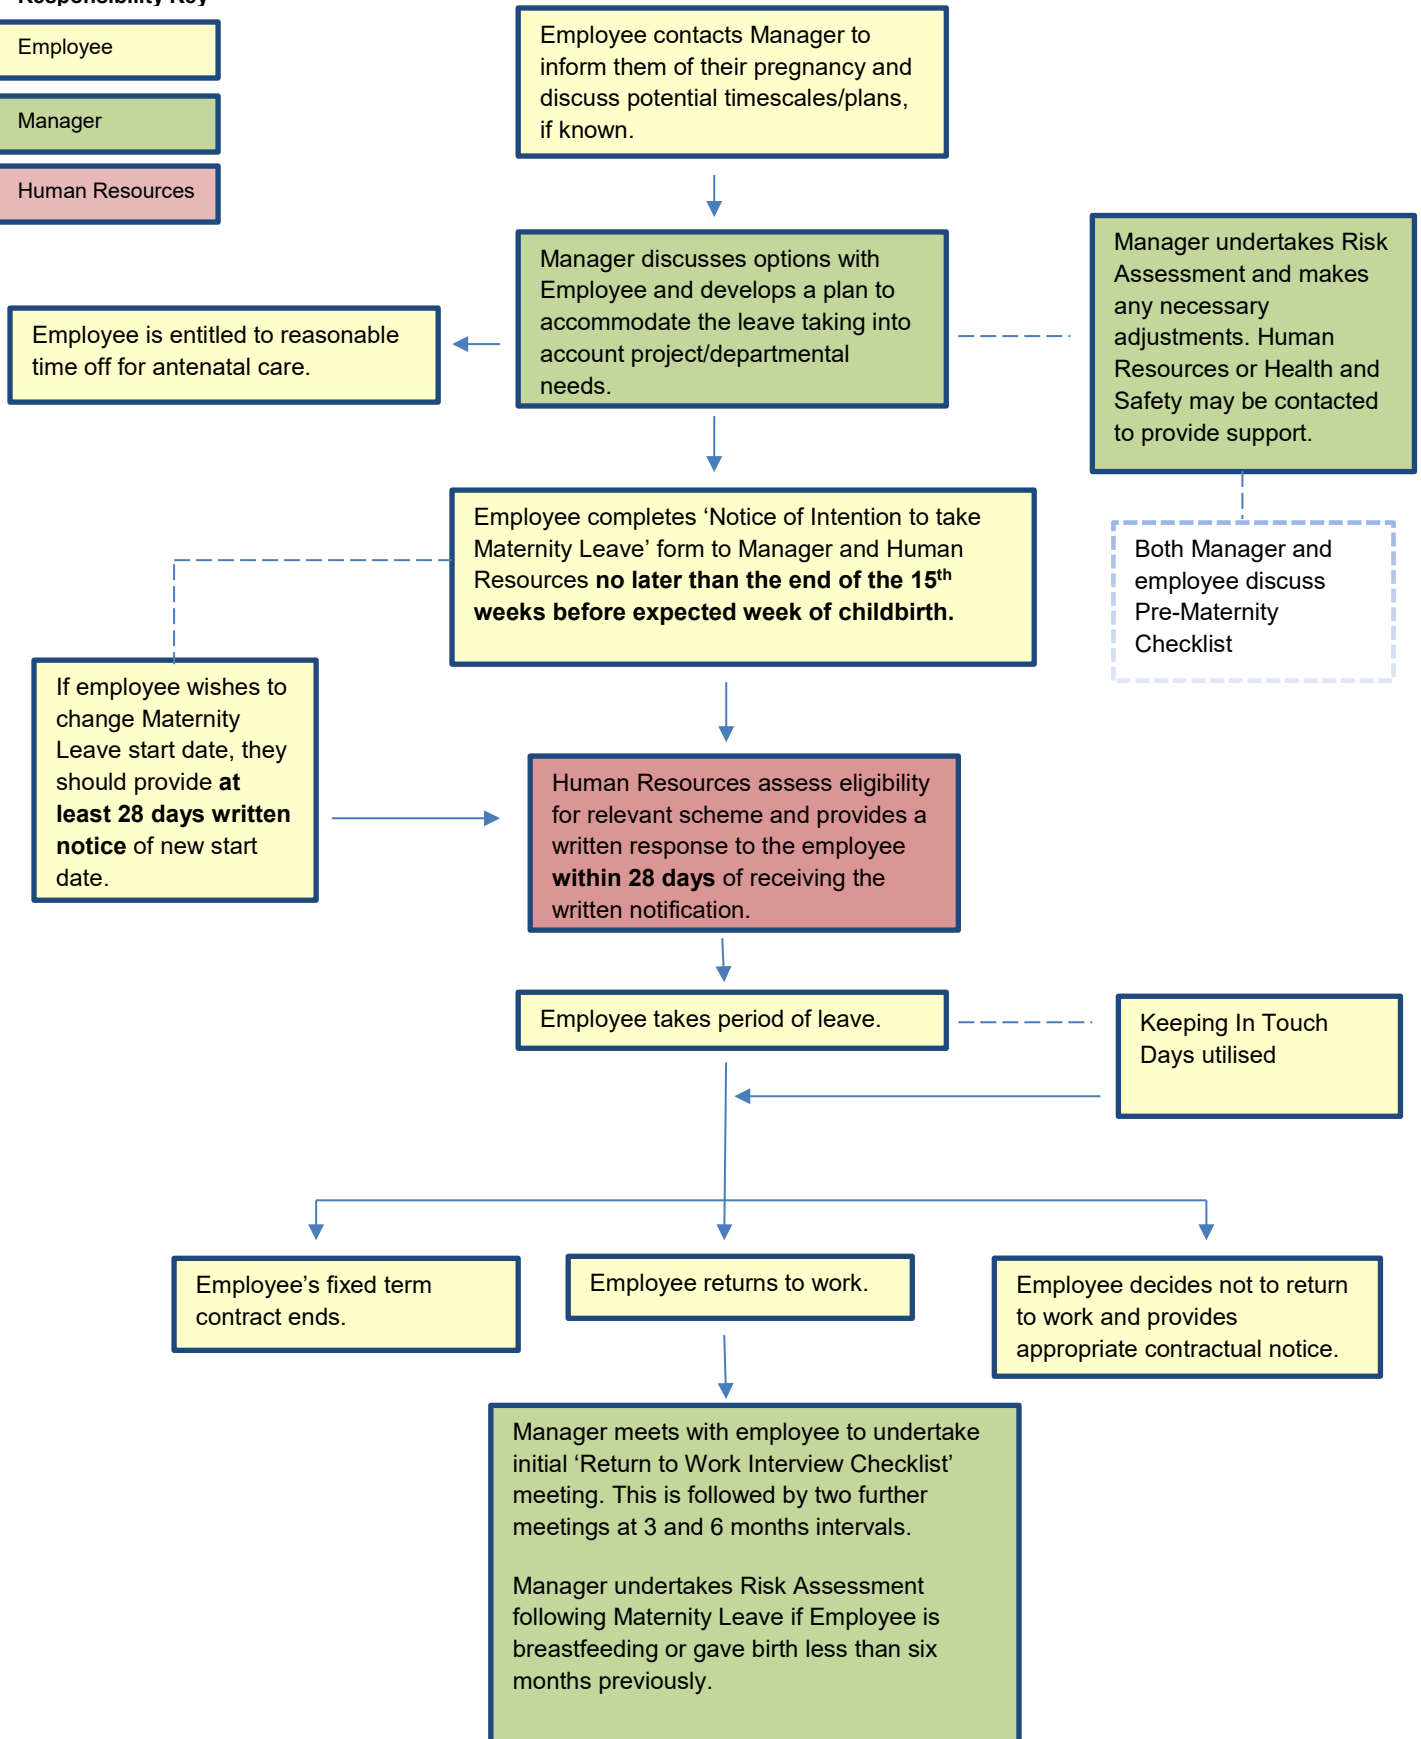 Responsibility Key
Employee
Manager
Human Resources
Employee contacts Manager to
inform them of their pregnancy and
discuss potential timescales/plans,
if known.
Manager discusses options with
Employee and develops a plan to
accommodate the leave taking into
account project/departmental
needs.
Manager undertakes Risk
Assessment and makes
any necessary
adjustments. Human
Resources or Health and
Safety may be contacted
to provide support.
Employee is entitled to reasonable
time off for antenatal care.
Employee completes ‘Notice of Intention to take
Maternity Leave’ form to Manager and Human
Resources no later than the end of the 15th
weeks before expected week of childbirth.
Both Manager and
employee discuss
Pre-Maternity
Checklist
If employee wishes to
change Maternity
Leave start date, they
should provide at
least 28 days written
notice of new start
date.
Human Resources assess eligibility
for relevant scheme and provides a
written response to the employee
within 28 days of receiving the
written notification.
Employee takes period of leave.
Keeping In Touch
Days utilised
Employee’s fixed term
contract ends.
Employee returns to work.
Employee decides not to return
to work and provides
appropriate contractual notice.
Manager meets with employee to undertake
initial ‘Return to Work Interview Checklist’
meeting. This is followed by two further
meetings at 3 and 6 months intervals.
Manager undertakes Risk Assessment
following Maternity Leave if Employee is
breastfeeding or gave birth less than six
months previously.